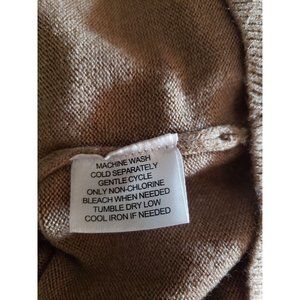 MACHINE WASH
COLD SEPARATELY
GENTLE CYCLE
ONLY NON-CHLORINE
BLEACH WHEN NEEDED
TUMBLE DRY LOW
COOL IRON IF NEEDED